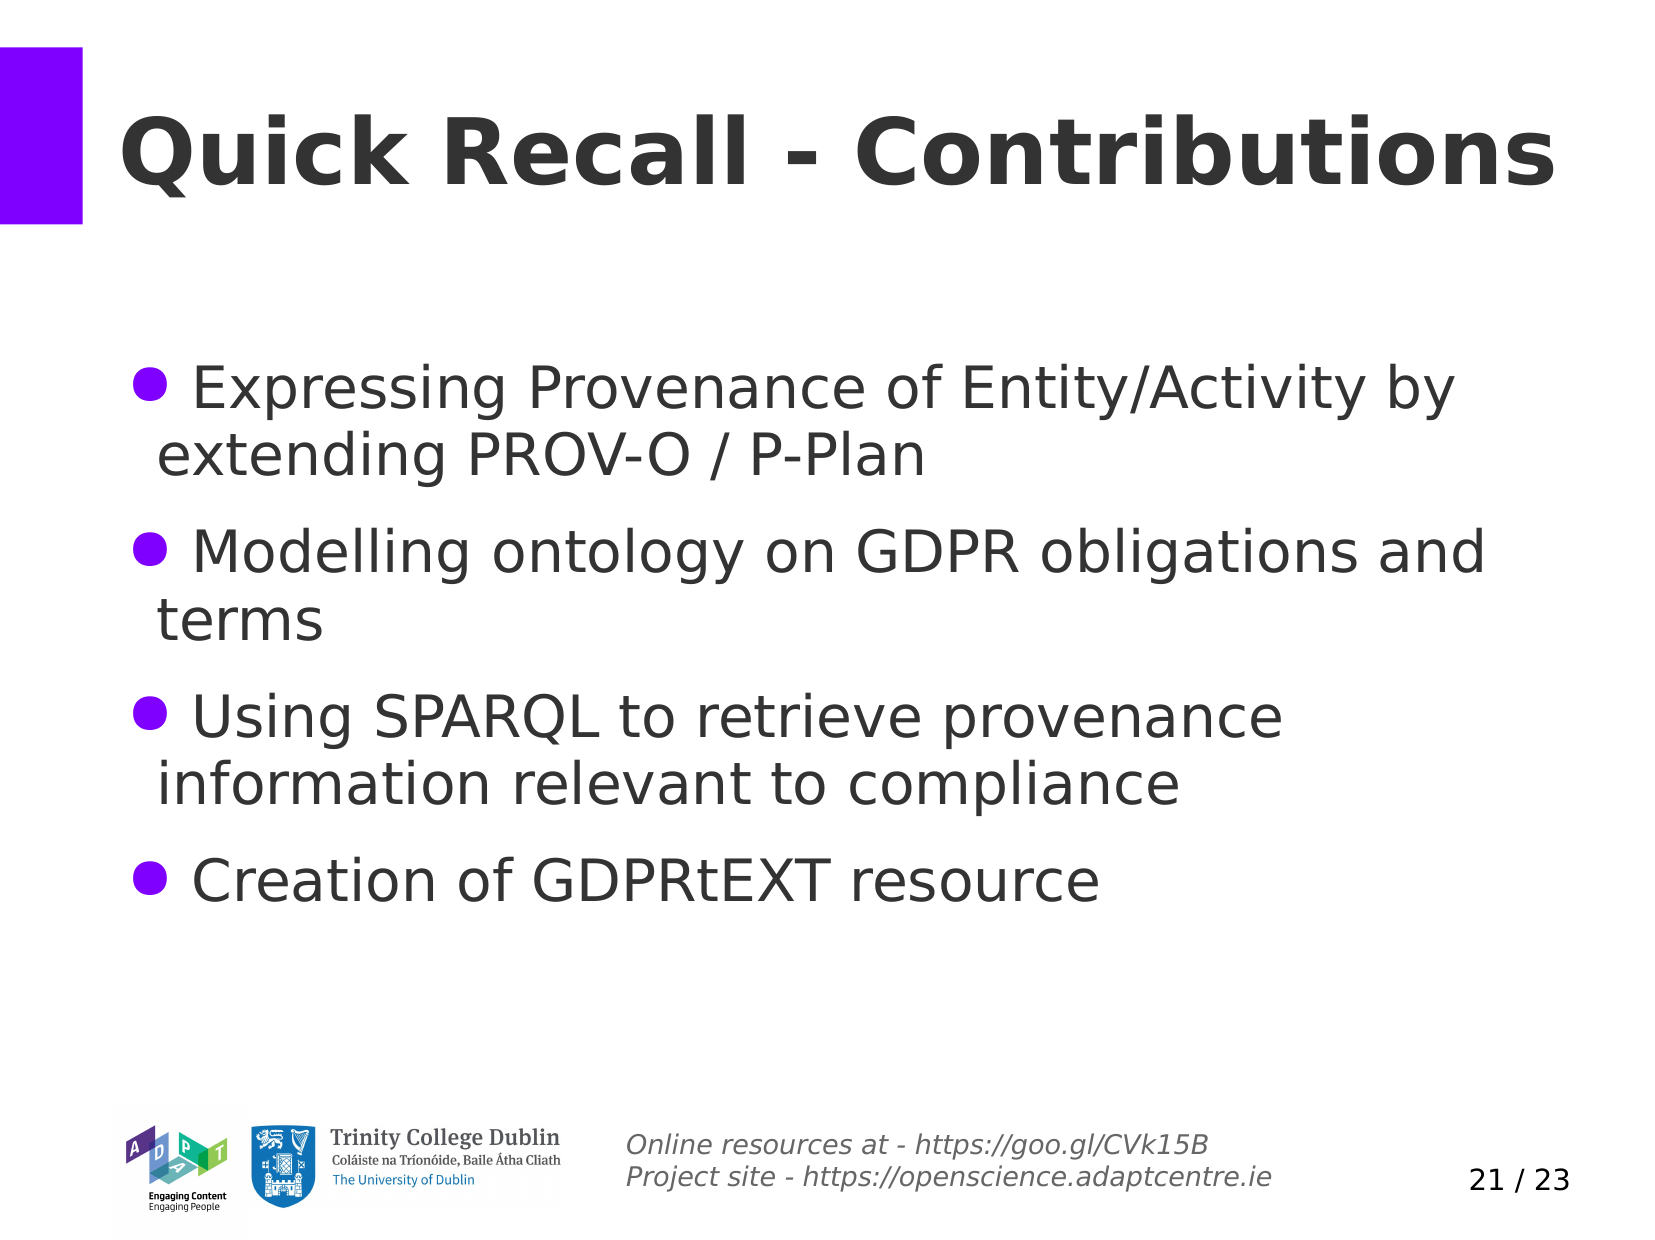 Quick Recall - Contributions
● Expressing Provenance of Entity/Activity by
extending PROV-O / P-Plan
● Modelling ontology on GDPR obligations and
terms
● Using SPARQL to retrieve provenance
information relevant to compliance
● Creation of GDPRtEXT resource
ADAPT
Engaging Content
Engaging People
Trinity College Dublin
Coláiste na Tríonóide, Baile Átha Cliath
The University of Dublin
Online resources at - https://goo.gl/CVk15B
Project site - https://openscience.adaptcentre.ie
21 / 23